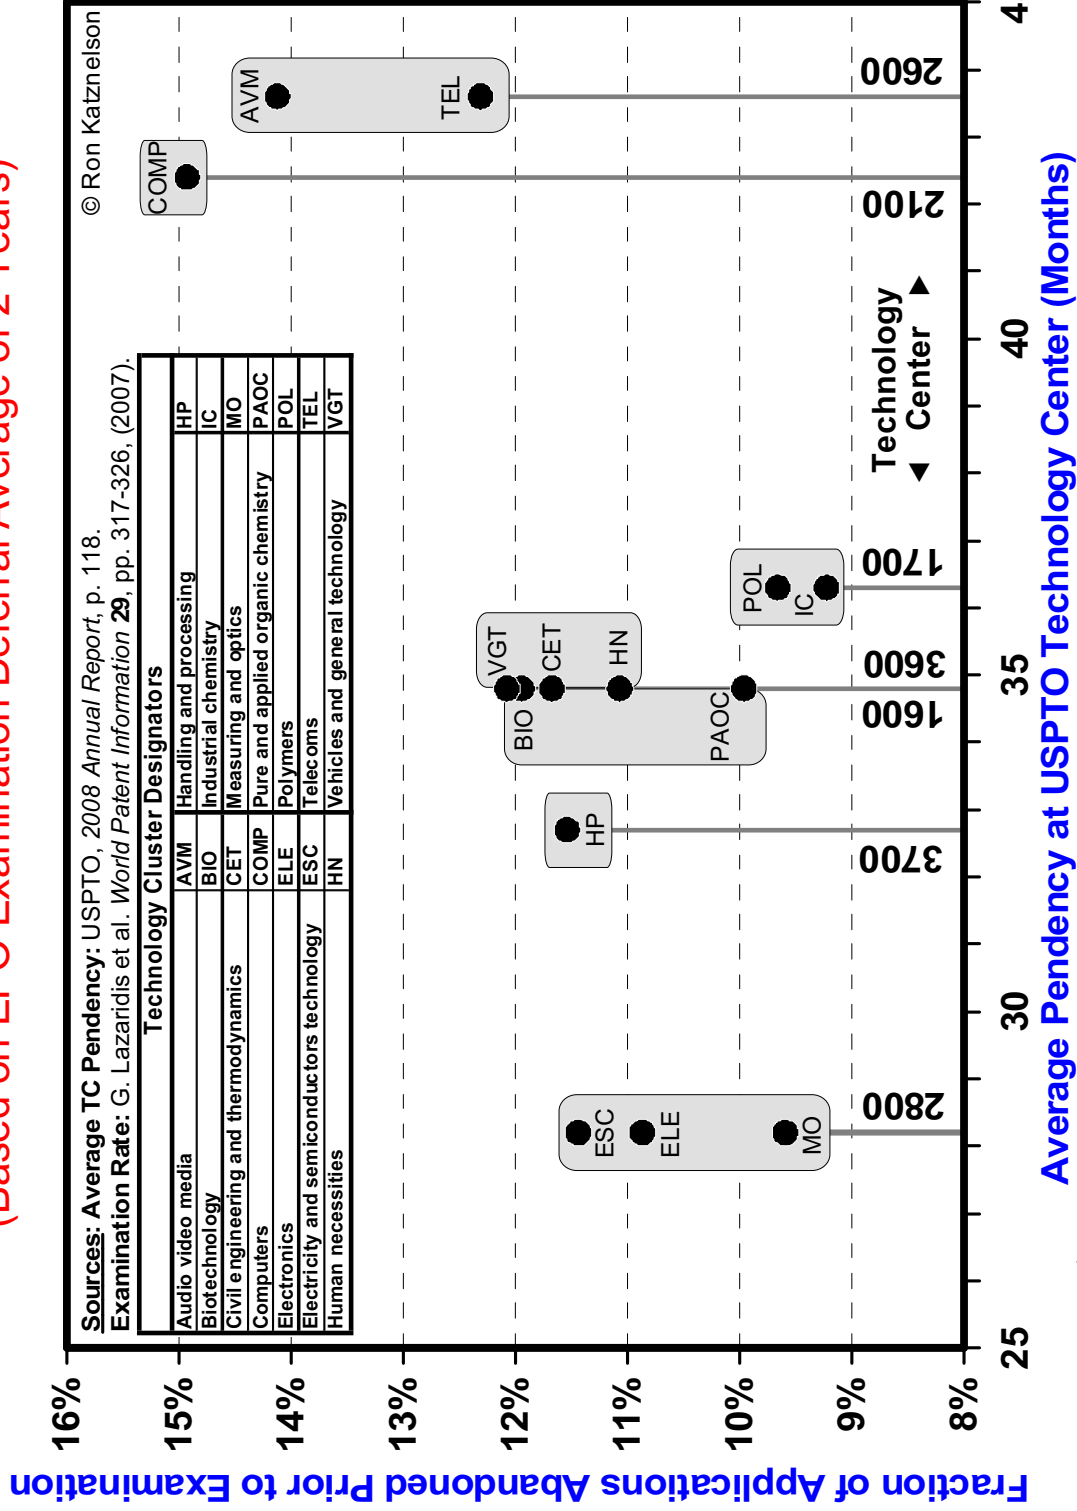 (Based on EPO Examination Deferral Average of 2 Years)
© Ron Katznelson
Sources: Average TC Pendency: USPTO, 2008 Annual Report, p. 118.
Examination Rate: G. Lazaridis et al. World Patent Information 29, pp. 317-326, (2007).
Technology Cluster Designators
Audio video media AVM Handling and processing HP
Biotechnology BIO Industrial chemistry IC
Civil engineering and thermodynamics CET Measuring and optics MO
Computers COMP Pure and applied organic chemistry PAOC
Electronics ELE Polymers POL
Electricity and semiconductors technology ESC Telecoms TEL
Human necessities HN Vehicles and general technology VGT
Fraction of Applications Abandoned Prior to Examination
16%
15%
14%
13%
12%
11%
10%
9%
8%
COMP
AVM
TEL
VGT
BIO
CET
HN
PAOC
HP
POL
IC
ESC
ELE
MO
2800
3700
1600
3600
1700
2100
2600
◄ Technology Center ►
25
30
35
40
4
Average Pendency at USPTO Technology Center (Months)